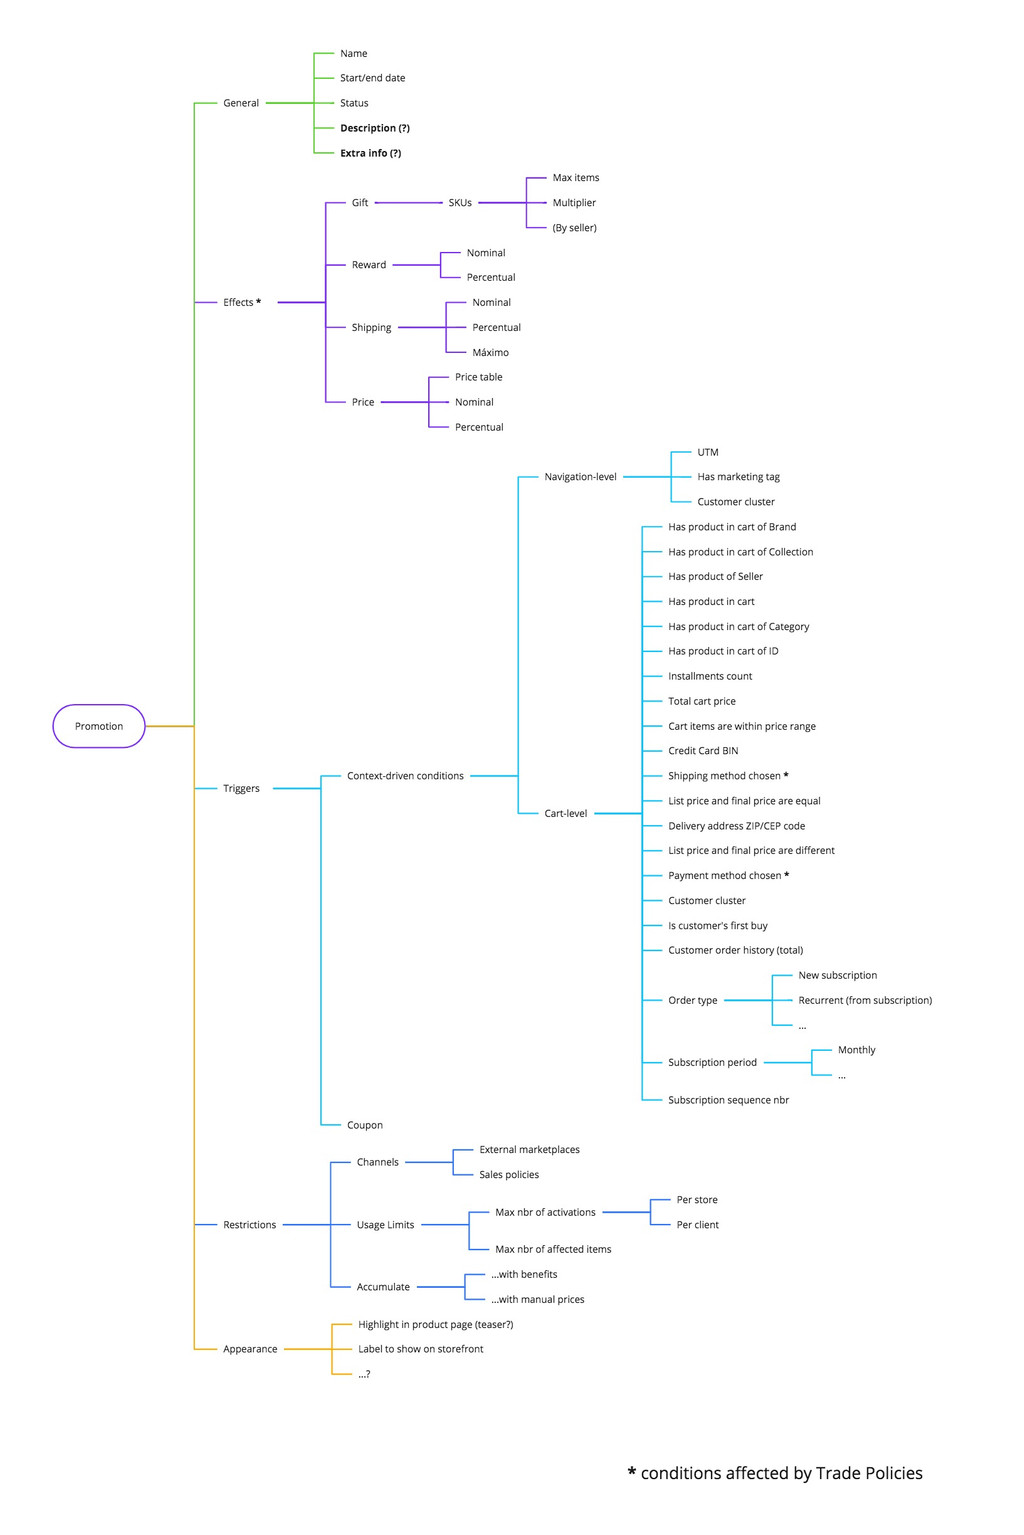 Name
Start/end date
General
Status
Description (?)
Extra info (?)
Max items
Gift
SKUs
Multiplier
(By seller)
Nominal
Reward
Percentual
Effects *
Nominal
Shipping
Percentual
Máximo
Price table
Price
Nominal
Percentual
UTM
Navigation-level
Has marketing tag
Customer cluster
Has product in cart of Brand
Has product in cart of Collection
Has product of Seller
Has product in cart
Has product in cart of Category
Has product in cart of ID
Installments count
Total cart price
Promotion
Cart items are within price range
Credit Card BIN
Triggers
Context-driven conditions
Shipping method chosen *
List price and final price are equal
Cart-level
Delivery address ZIP/CEP code
List price and final price are different
Payment method chosen *
Customer cluster
Is customer's first buy
Customer order history (total)
New subscription
Order type
Recurrent (from subscription)
...
Monthly
Subscription period
...
Subscription sequence nbr
Coupon
External marketplaces
Channels
Sales policies
Per store
Max nbr of activations
Restrictions
Usage Limits
Per client
Max nbr of affected items
...with benefits
Accumulate
...with manual prices
Highlight in product page (teaser?)
Appearance
Label to show on storefront
...?
* conditions affected by Trade Policies